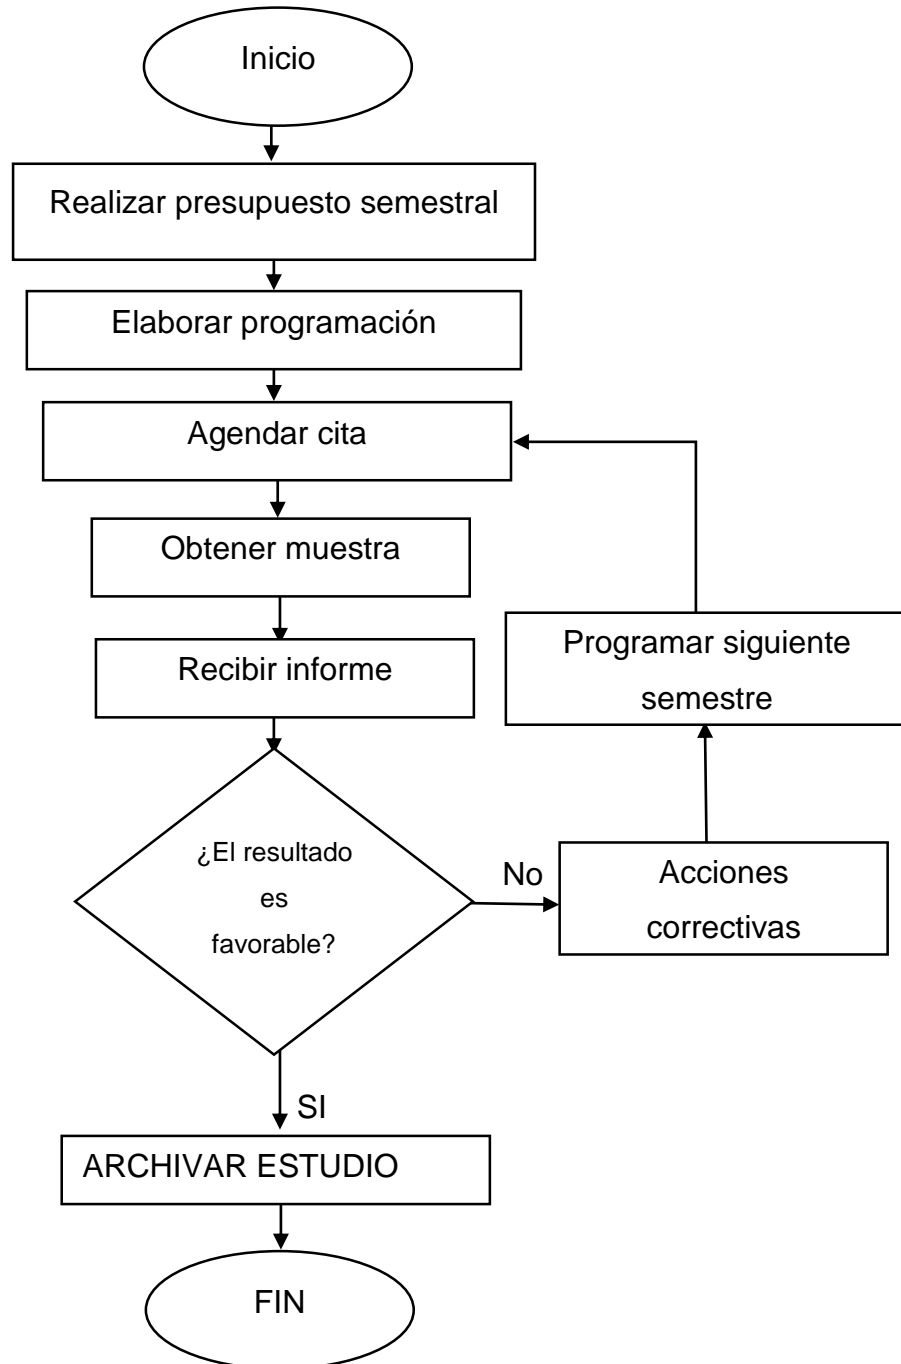 Inicio
Realizar presupuesto semestral
Elaborar programación
Agendar cita
Obtener muestra
Recibir informe
Programar siguiente
semestre
¿El resultado
es
favorable?
No
Acciones
correctivas
SI
ARCHIVAR ESTUDIO
FIN